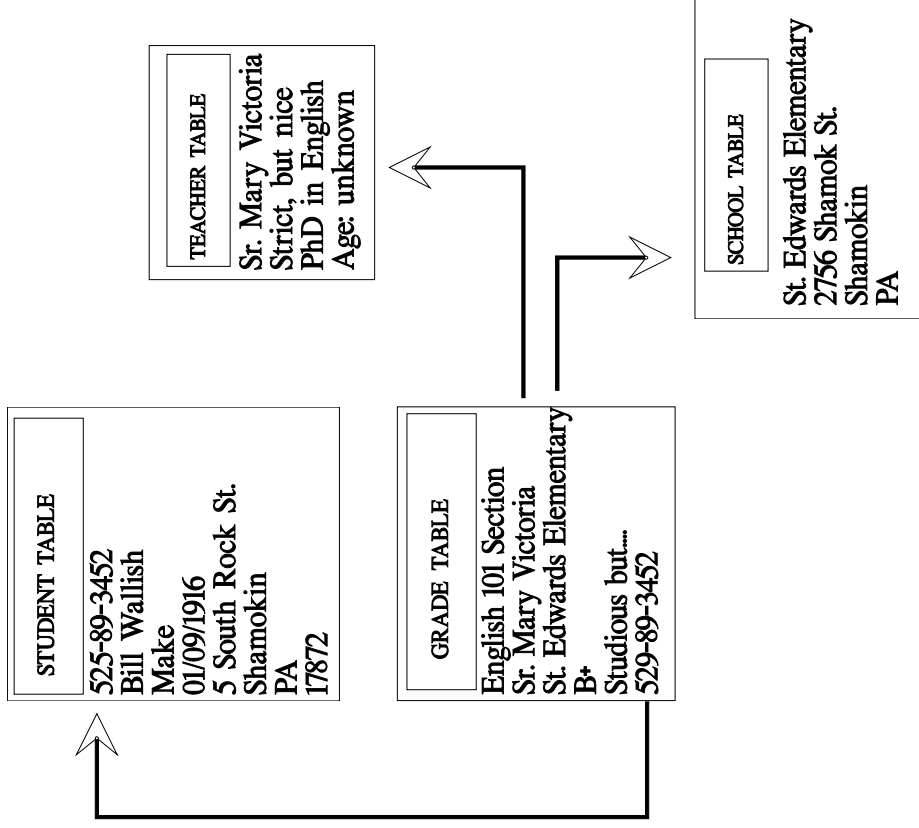 STUDENT TABLE
525-89-3452
Bill Wallish
Make
01/09/1916
5 South Rock St.
Shamokin
PA
17872
GRADE TABLE
English 101 Section
Sr. Mary Victoria
St. Edwards Elementary
B+
Studious but....
529-89-3452
TEACHER TABLE
Sr. Mary Victoria
Strict, but nice
PhD in English
Age: unknown
SCHOOL TABLE
St. Edwards Elementary
2756 Shamok St.
Shamokin
PA